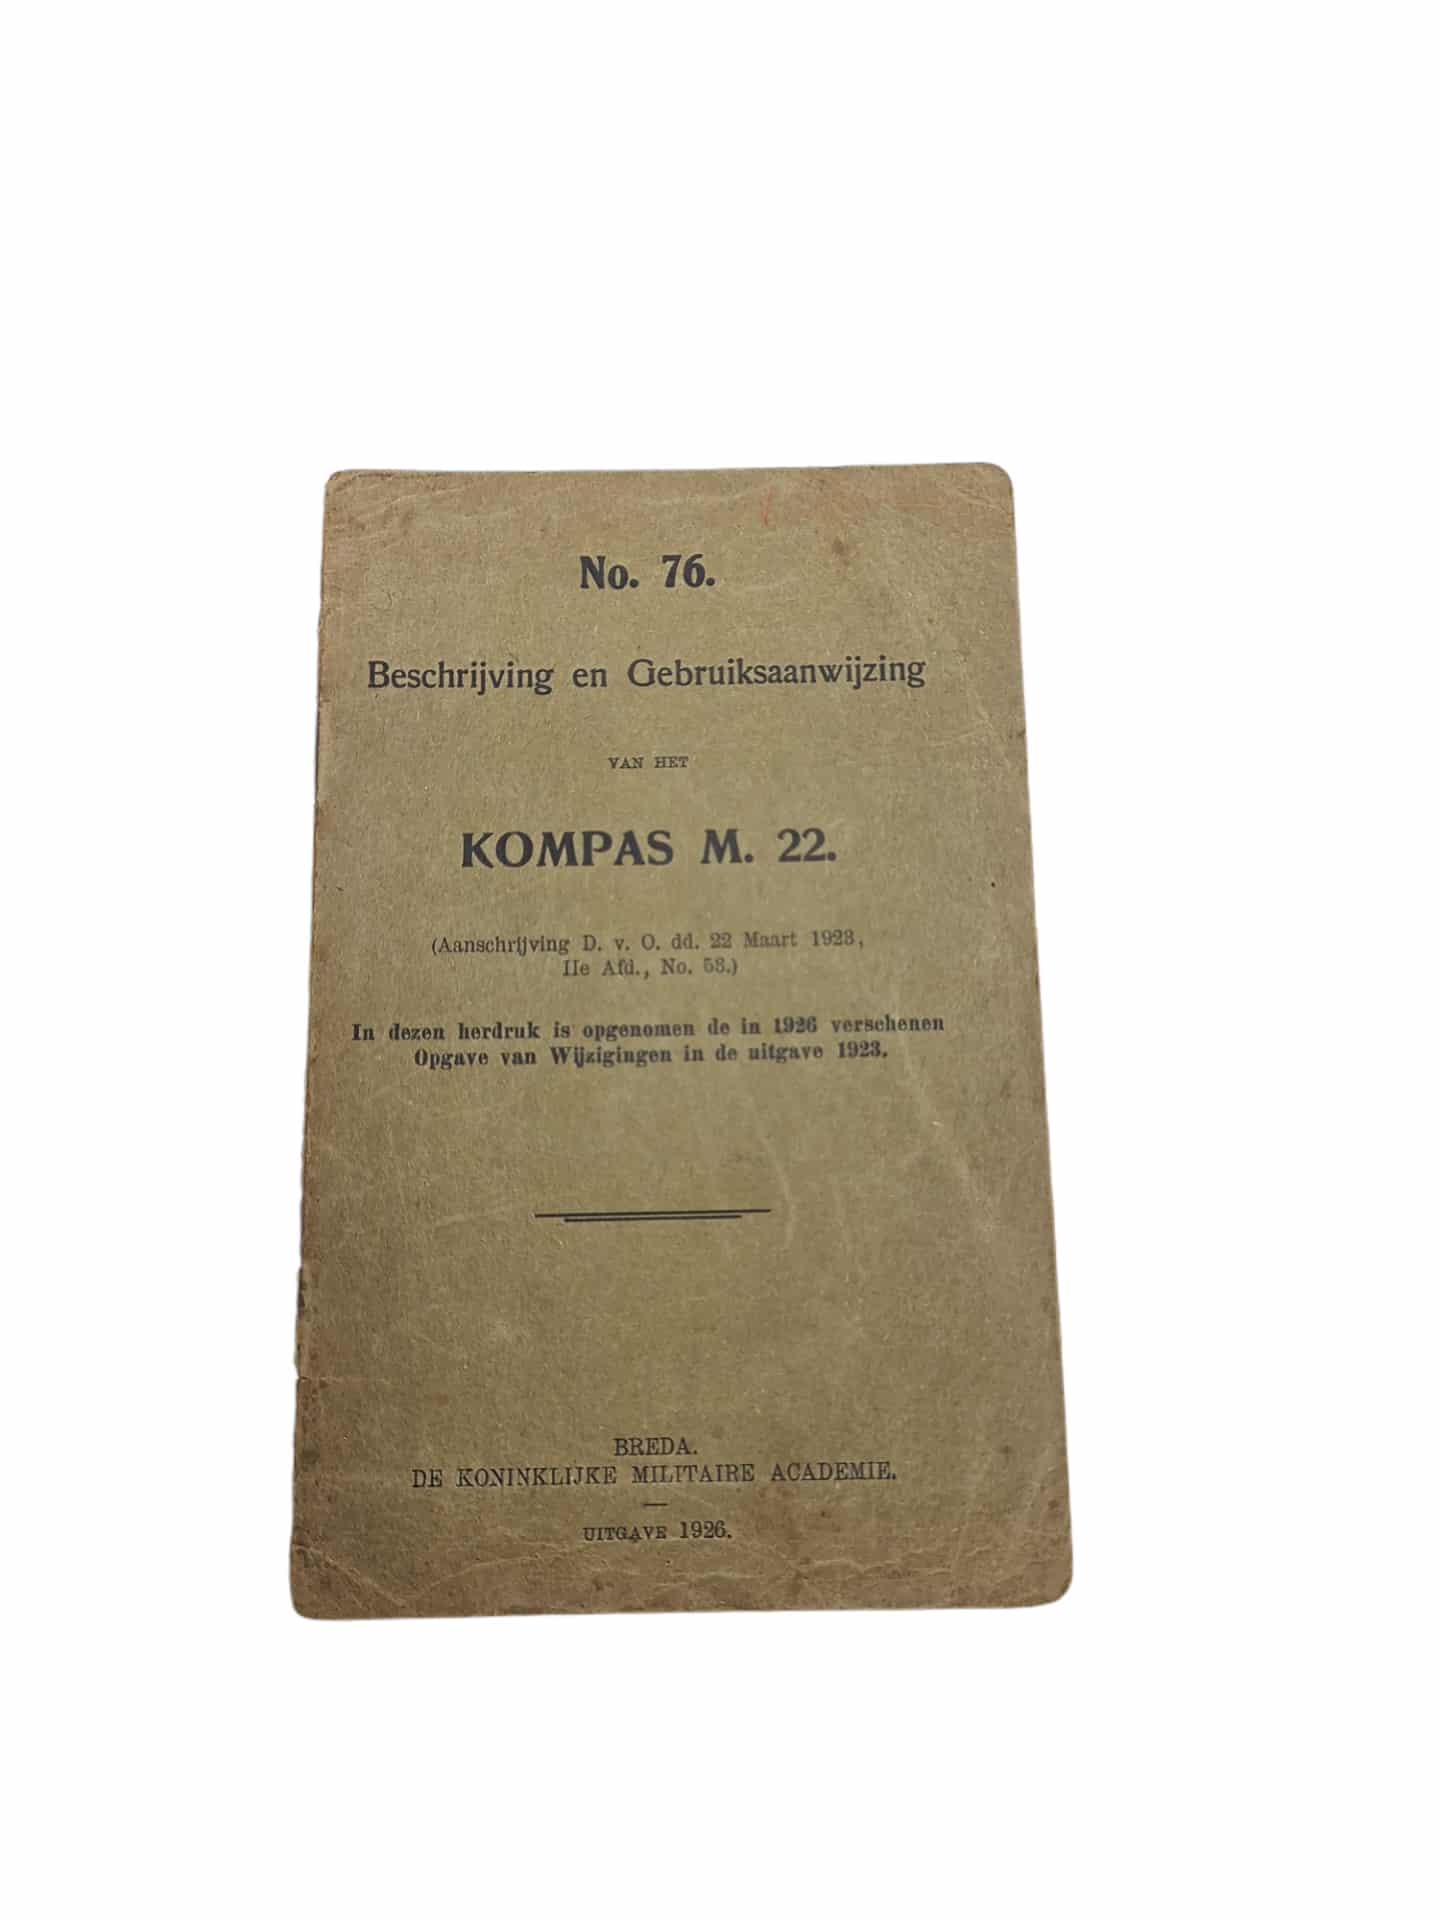 No. 76.
Beschrijving en Gebruiksaanwijzing
VAN HET
KOMPAS M. 22.
(Aanschrijving D. v. O. dd. 22 Maart 1923,
IIe Afd., No. 53.)
In dezen herdruk is opgenomen de in 1926 verschenen
Opgave van Wijzigingen in de uitgave 1923.
BREDA.
DE KONINKLIJKE MILITAIRE ACADEMIE.
UITGAVE 1926.